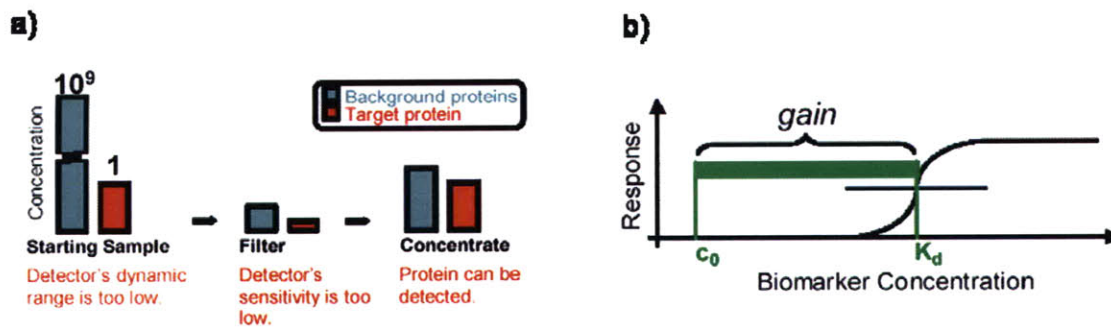 a)
10⁹
1
Concentration
Background proteins
Target protein
Starting Sample
Detector's dynamic
range is too low.
Filter
Detector's
sensitivity is too
low.
Concentrate
Protein can be
detected.
b)
gain
Response
c₀
K_d
Biomarker Concentration